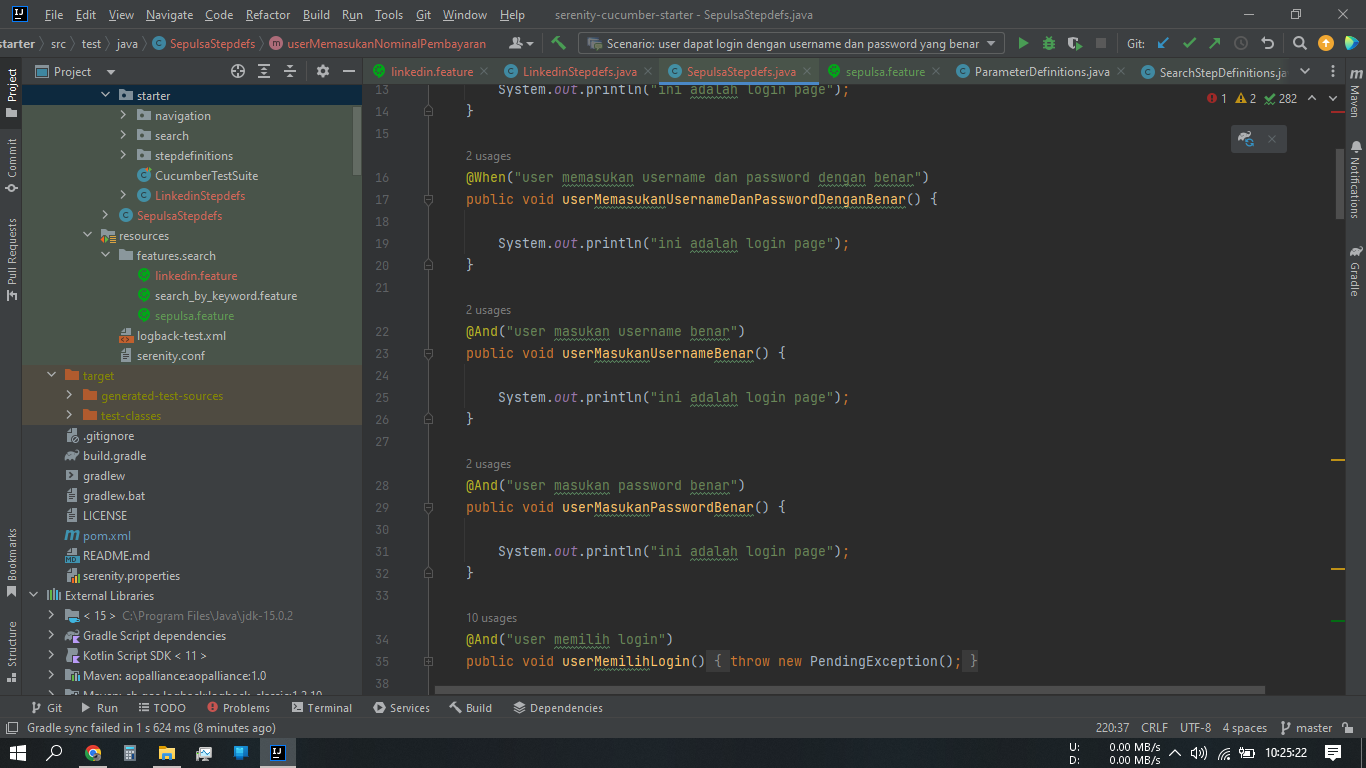 File Edit View Navigate Code Refactor Build Run Tools Git Window Help serenity-cucumber-starter - SepulsaStepdefs.java
starter src test java SepulsaStepdefs userMemasukanNominalPembayaran Scenario: user dapat login dengan username dan password yang benar Git:
Project linkedin.feature LinkedinStepdefs.java SepulsaStepdefs.java sepulsa.feature ParameterDefinitions.java SearchStepDefinitions.ja
Project
Commit
Pull Requests
Bookmarks
Structure
starter
navigation
search
stepdefinitions
CucumberTestSuite
LinkedinStepdefs
SepulsaStepdefs
resources
features.search
linkedin.feature
search_by_keyword.feature
sepulsa.feature
logback-test.xml
serenity.conf
target
generated-test-sources
test-classes
.gitignore
build.gradle
gradlew
gradlew.bat
LICENSE
pom.xml
README.md
serenity.properties
External Libraries
< 15 > C:\Program Files\Java\jdk-15.0.2
Gradle Script dependencies
Kotlin Script SDK < 11 >
Maven: aopalliance:aopalliance:1.0
Maven: ch.qos.logback:logback-classic:1.2.10
13 System.out.println("ini adalah login page");
14 }
15
2 usages
16 @When("user memasukan username dan password dengan benar")
17 public void userMemasukanUsernameDanPasswordDenganBenar() {
18
19 System.out.println("ini adalah login page");
20 }
21
2 usages
22 @And("user masukan username benar")
23 public void userMasukanUsernameBenar() {
24
25 System.out.println("ini adalah login page");
26 }
27
2 usages
28 @And("user masukan password benar")
29 public void userMasukanPasswordBenar() {
30
31 System.out.println("ini adalah login page");
32 }
33
10 usages
34 @And("user memilih login")
35 public void userMemilihLogin() { throw new PendingException(); }
38
1 2 282
Maven
Notifications
Gradle
Git Run TODO Problems Terminal Services Build Dependencies
Gradle sync failed in 1 s 624 ms (8 minutes ago) 220:37 CRLF UTF-8 4 spaces master
U: 0.00 MB/s
D: 0.00 MB/s
10:25:22